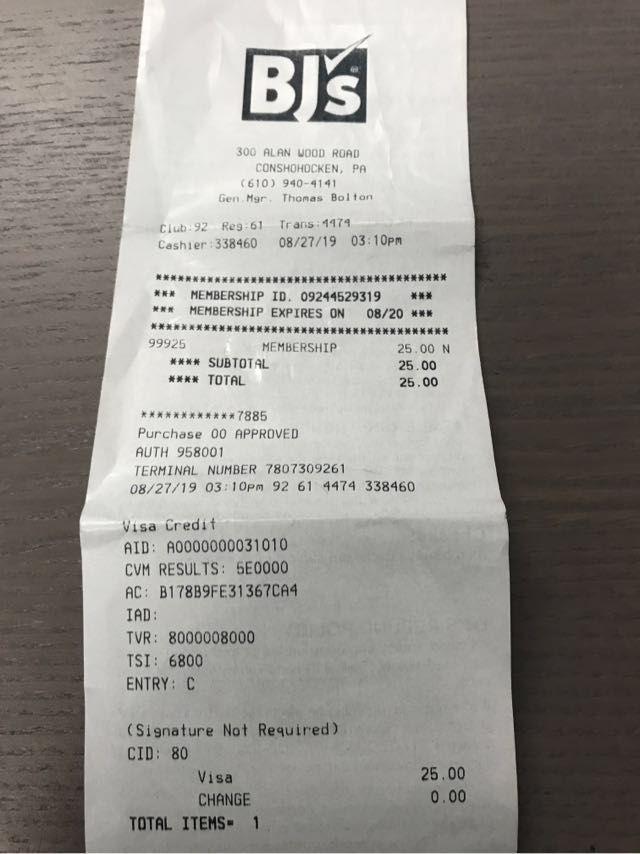 BJ's
300 ALAN WOOD ROAD
CONSHOHOCKEN, PA
(610) 940-4141
Gen.Mgr. Thomas Bolton
Club:92 Reg:61 Trans:4474
Cashier:338460 08/27/19 03:10pm
****************************************
*** MEMBERSHIP ID. 09244529319 ***
*** MEMBERSHIP EXPIRES ON 08/20 ***
****************************************
99925 MEMBERSHIP 25.00 N
**** SUBTOTAL 25.00
**** TOTAL 25.00
************7885
Purchase 00 APPROVED
AUTH 958001
TERMINAL NUMBER 7807309261
08/27/19 03:10pm 92 61 4474 338460
Visa Credit
AID: A0000000031010
CVM RESULTS: 5E0000
AC: B178B9FE31367CA4
IAD:
TVR: 8000008000
TSI: 6800
ENTRY: C
(Signature Not Required)
CID: 80
Visa 25.00
CHANGE 0.00
TOTAL ITEMS= 1